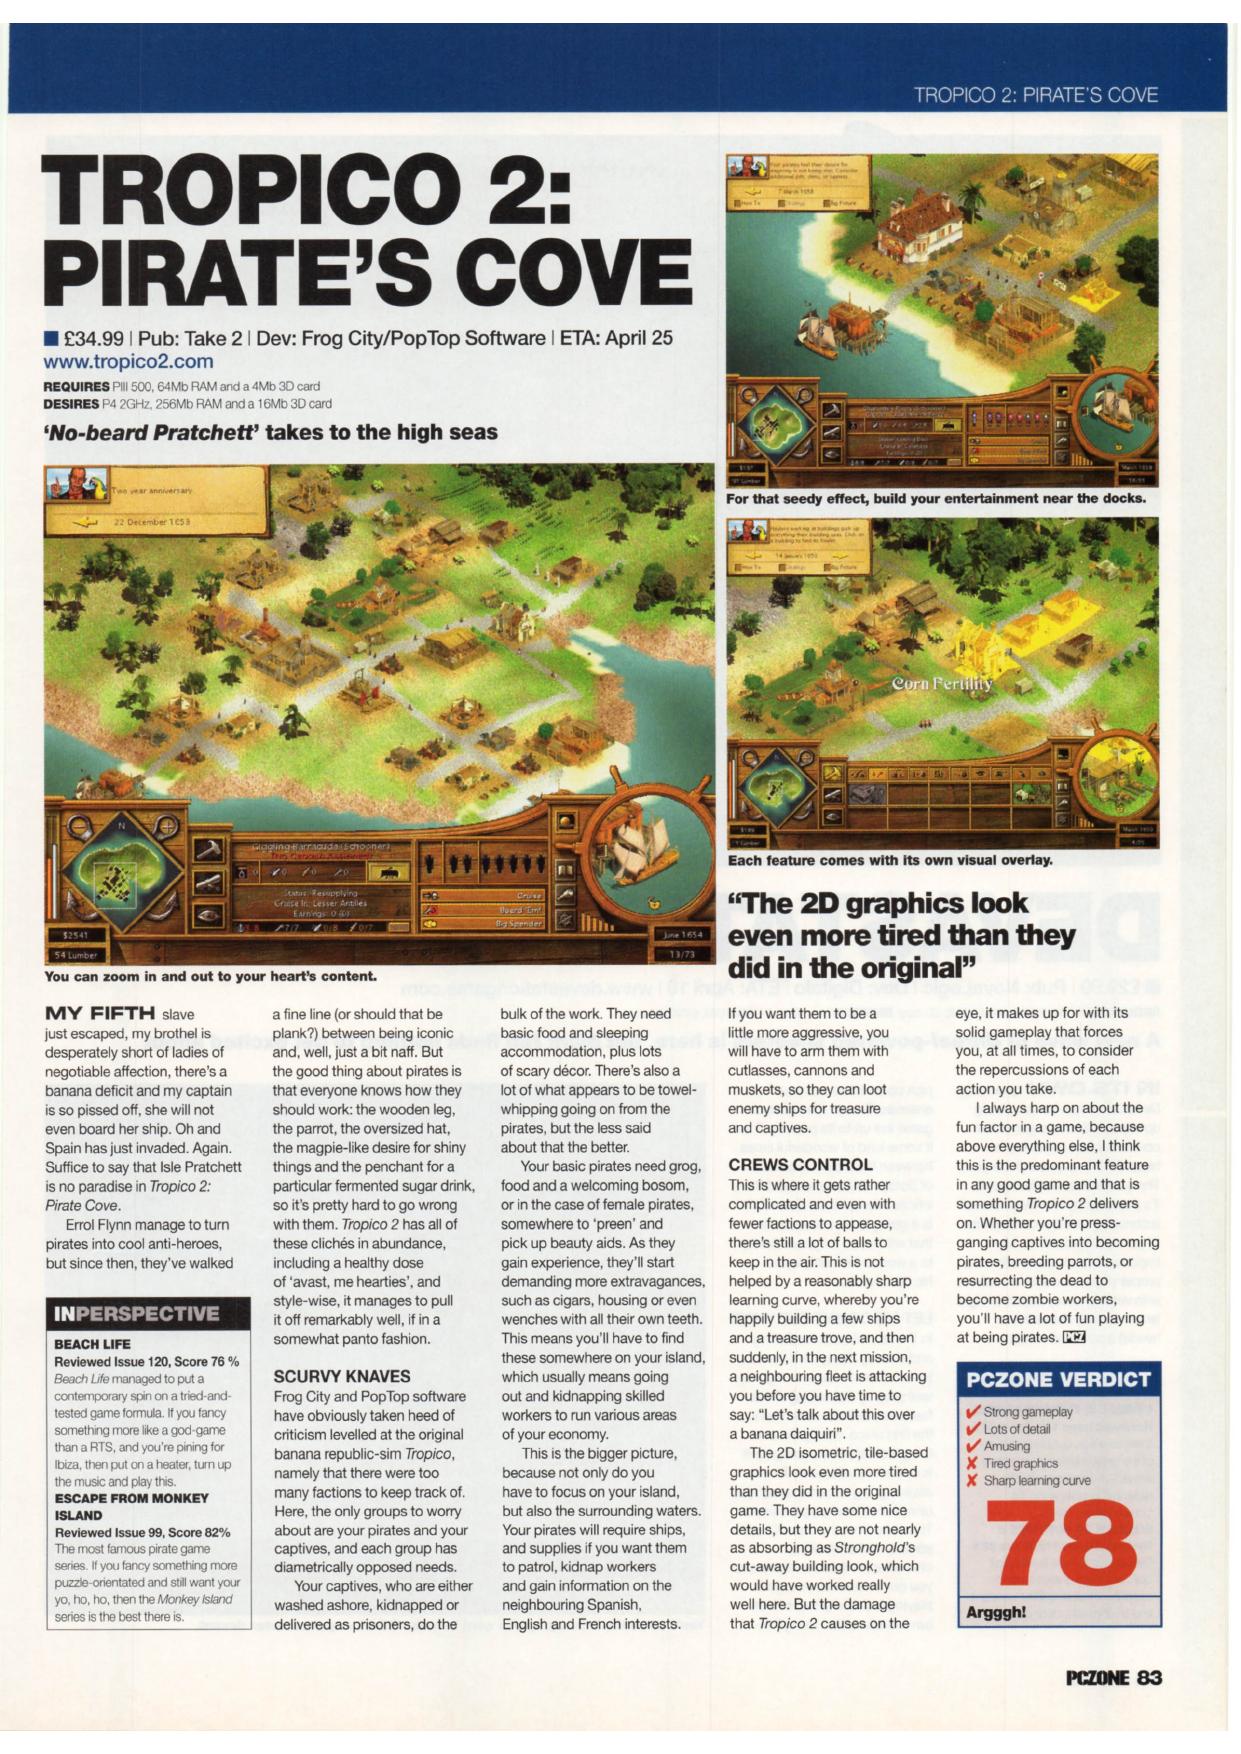 TROPICO 2: PIRATE'S COVE
TROPICO 2:
PIRATE'S COVE
£34.99 | Pub: Take 2 | Dev: Frog City/PopTop Software | ETA: April 25
www.tropico2.com
REQUIRES PIII 500, 64Mb RAM and a 4Mb 3D card
DESIRES P4 2GHz, 256Mb RAM and a 16Mb 3D card
'No-beard Pratchett' takes to the high seas
Two year anniversary.
22 December 1653
N
Giggling Barracuda (Schooner)
Status: Resupplying
Cruise In: Lesser Antilles
Earnings: 0 (0)
Cruise
Board 'Em!
Big Spender
$2541
54 Lumber
June 1654
13/73
You can zoom in and out to your heart's content.
7 March 1658
How To
Strategy
Big Picture
For that seedy effect, build your entertainment near the docks.
14 January 1650
How To
Strategy
Big Picture
Corn Fertility
Each feature comes with its own visual overlay.
"The 2D graphics look
even more tired than they
did in the original"
MY FIFTH slave
just escaped, my brothel is
desperately short of ladies of
negotiable affection, there's a
banana deficit and my captain
is so pissed off, she will not
even board her ship. Oh and
Spain has just invaded. Again.
Suffice to say that Isle Pratchett
is no paradise in Tropico 2:
Pirate Cove.
Errol Flynn manage to turn
pirates into cool anti-heroes,
but since then, they've walked
INPERSPECTIVE
BEACH LIFE
Reviewed Issue 120, Score 76 %
Beach Life managed to put a
contemporary spin on a tried-and-
tested game formula. If you fancy
something more like a god-game
than a RTS, and you're pining for
Ibiza, then put on a heater, turn up
the music and play this.
ESCAPE FROM MONKEY
ISLAND
Reviewed Issue 99, Score 82%
The most famous pirate game
series. If you fancy something more
puzzle-orientated and still want your
yo, ho, ho, then the Monkey Island
series is the best there is.
a fine line (or should that be
plank?) between being iconic
and, well, just a bit naff. But
the good thing about pirates is
that everyone knows how they
should work: the wooden leg,
the parrot, the oversized hat,
the magpie-like desire for shiny
things and the penchant for a
particular fermented sugar drink,
so it's pretty hard to go wrong
with them. Tropico 2 has all of
these clichés in abundance,
including a healthy dose
of 'avast, me hearties', and
style-wise, it manages to pull
it off remarkably well, if in a
somewhat panto fashion.
SCURVY KNAVES
Frog City and PopTop software
have obviously taken heed of
criticism levelled at the original
banana republic-sim Tropico,
namely that there were too
many factions to keep track of.
Here, the only groups to worry
about are your pirates and your
captives, and each group has
diametrically opposed needs.
Your captives, who are either
washed ashore, kidnapped or
delivered as prisoners, do the
bulk of the work. They need
basic food and sleeping
accommodation, plus lots
of scary décor. There's also a
lot of what appears to be towel-
whipping going on from the
pirates, but the less said
about that the better.
Your basic pirates need grog,
food and a welcoming bosom,
or in the case of female pirates,
somewhere to 'preen' and
pick up beauty aids. As they
gain experience, they'll start
demanding more extravagances,
such as cigars, housing or even
wenches with all their own teeth.
This means you'll have to find
these somewhere on your island,
which usually means going
out and kidnapping skilled
workers to run various areas
of your economy.
This is the bigger picture,
because not only do you
have to focus on your island,
but also the surrounding waters.
Your pirates will require ships,
and supplies if you want them
to patrol, kidnap workers
and gain information on the
neighbouring Spanish,
English and French interests.
If you want them to be a
little more aggressive, you
will have to arm them with
cutlasses, cannons and
muskets, so they can loot
enemy ships for treasure
and captives.
CREWS CONTROL
This is where it gets rather
complicated and even with
fewer factions to appease,
there's still a lot of balls to
keep in the air. This is not
helped by a reasonably sharp
learning curve, whereby you're
happily building a few ships
and a treasure trove, and then
suddenly, in the next mission,
a neighbouring fleet is attacking
you before you have time to
say: "Let's talk about this over
a banana daiquiri".
The 2D isometric, tile-based
graphics look even more tired
than they did in the original
game. They have some nice
details, but they are not nearly
as absorbing as Stronghold's
cut-away building look, which
would have worked really
well here. But the damage
that Tropico 2 causes on the
eye, it makes up for with its
solid gameplay that forces
you, at all times, to consider
the repercussions of each
action you take.
I always harp on about the
fun factor in a game, because
above everything else, I think
this is the predominant feature
in any good game and that is
something Tropico 2 delivers
on. Whether you're press-
ganging captives into becoming
pirates, breeding parrots, or
resurrecting the dead to
become zombie workers,
you'll have a lot of fun playing
at being pirates. PCZ
PCZONE VERDICT
Strong gameplay
Lots of detail
Amusing
Tired graphics
Sharp learning curve
78
Argggh!
PCZONE 83